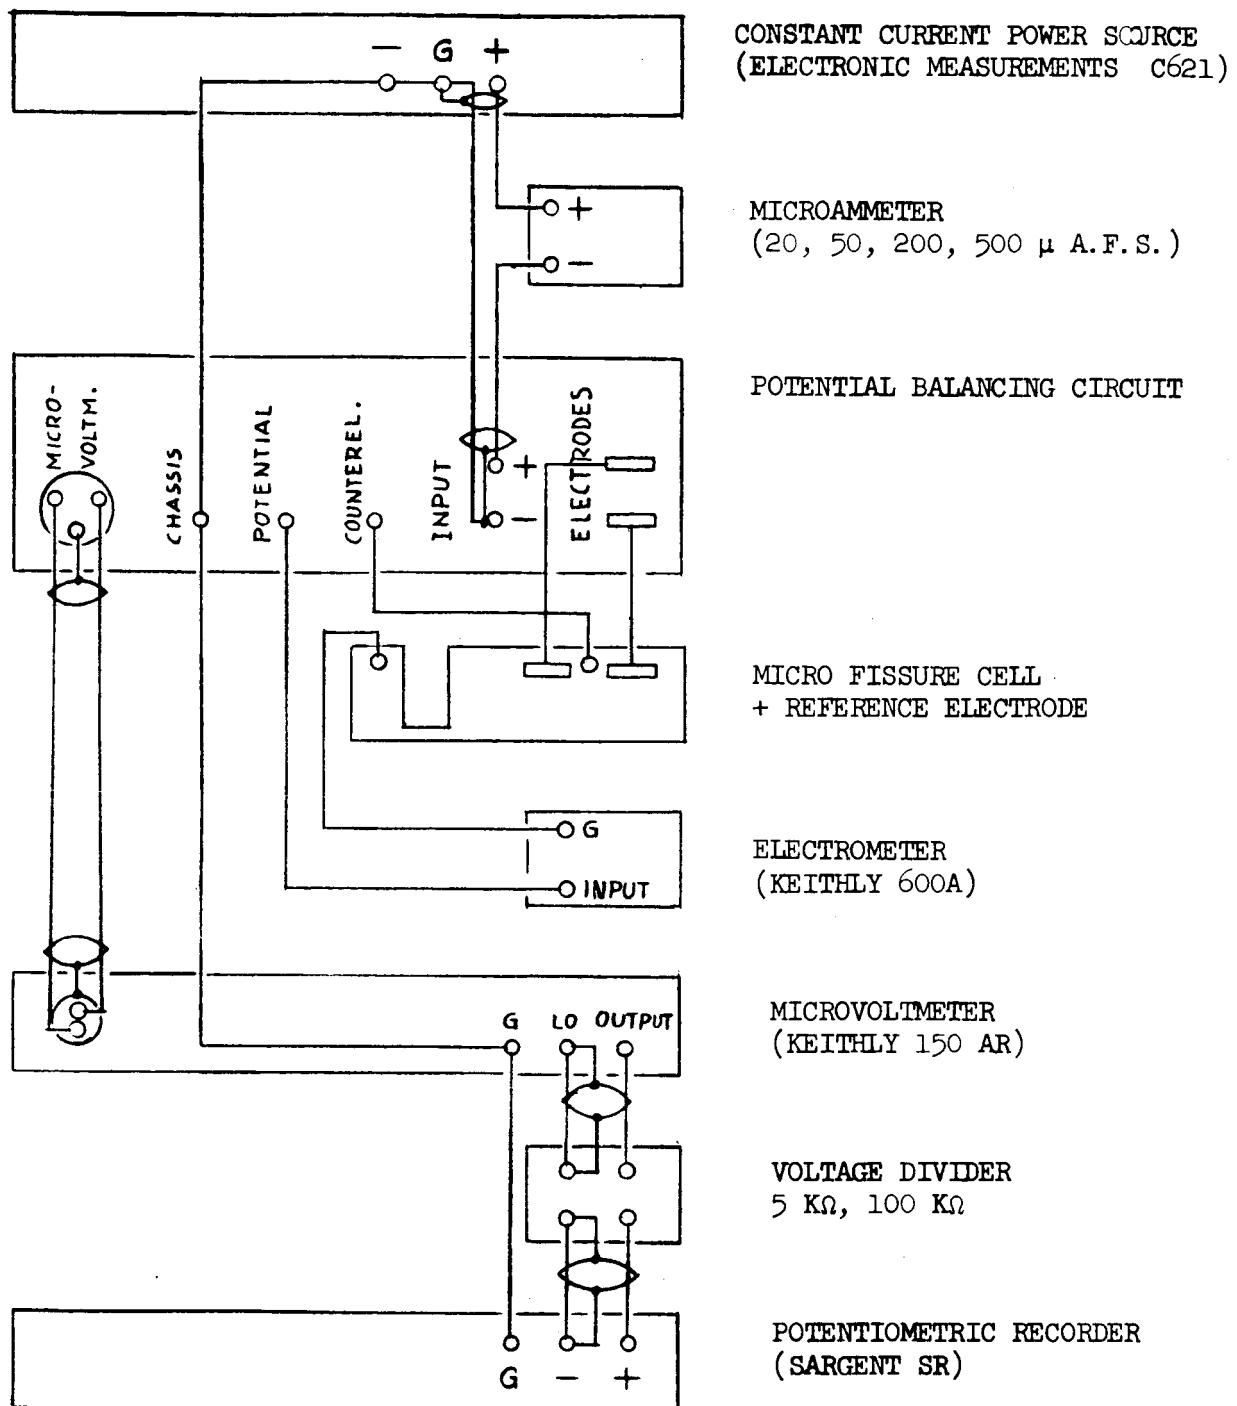 CONSTANT CURRENT POWER SOURCE
(ELECTRONIC MEASUREMENTS C621)
− G +
MICROAMMETER
(20, 50, 200, 500 μ A.F.S.)
+
−
POTENTIAL BALANCING CIRCUIT
MICRO-
VOLTM.
CHASSIS
POTENTIAL
COUNTEREL.
INPUT
+
−
ELECTRODES
MICRO FISSURE CELL
+ REFERENCE ELECTRODE
G
INPUT
ELECTROMETER
(KEITHLY 600A)
MICROVOLTMETER
(KEITHLY 150 AR)
G LO OUTPUT
VOLTAGE DIVIDER
5 KΩ, 100 KΩ
POTENTIOMETRIC RECORDER
(SARGENT SR)
G − +